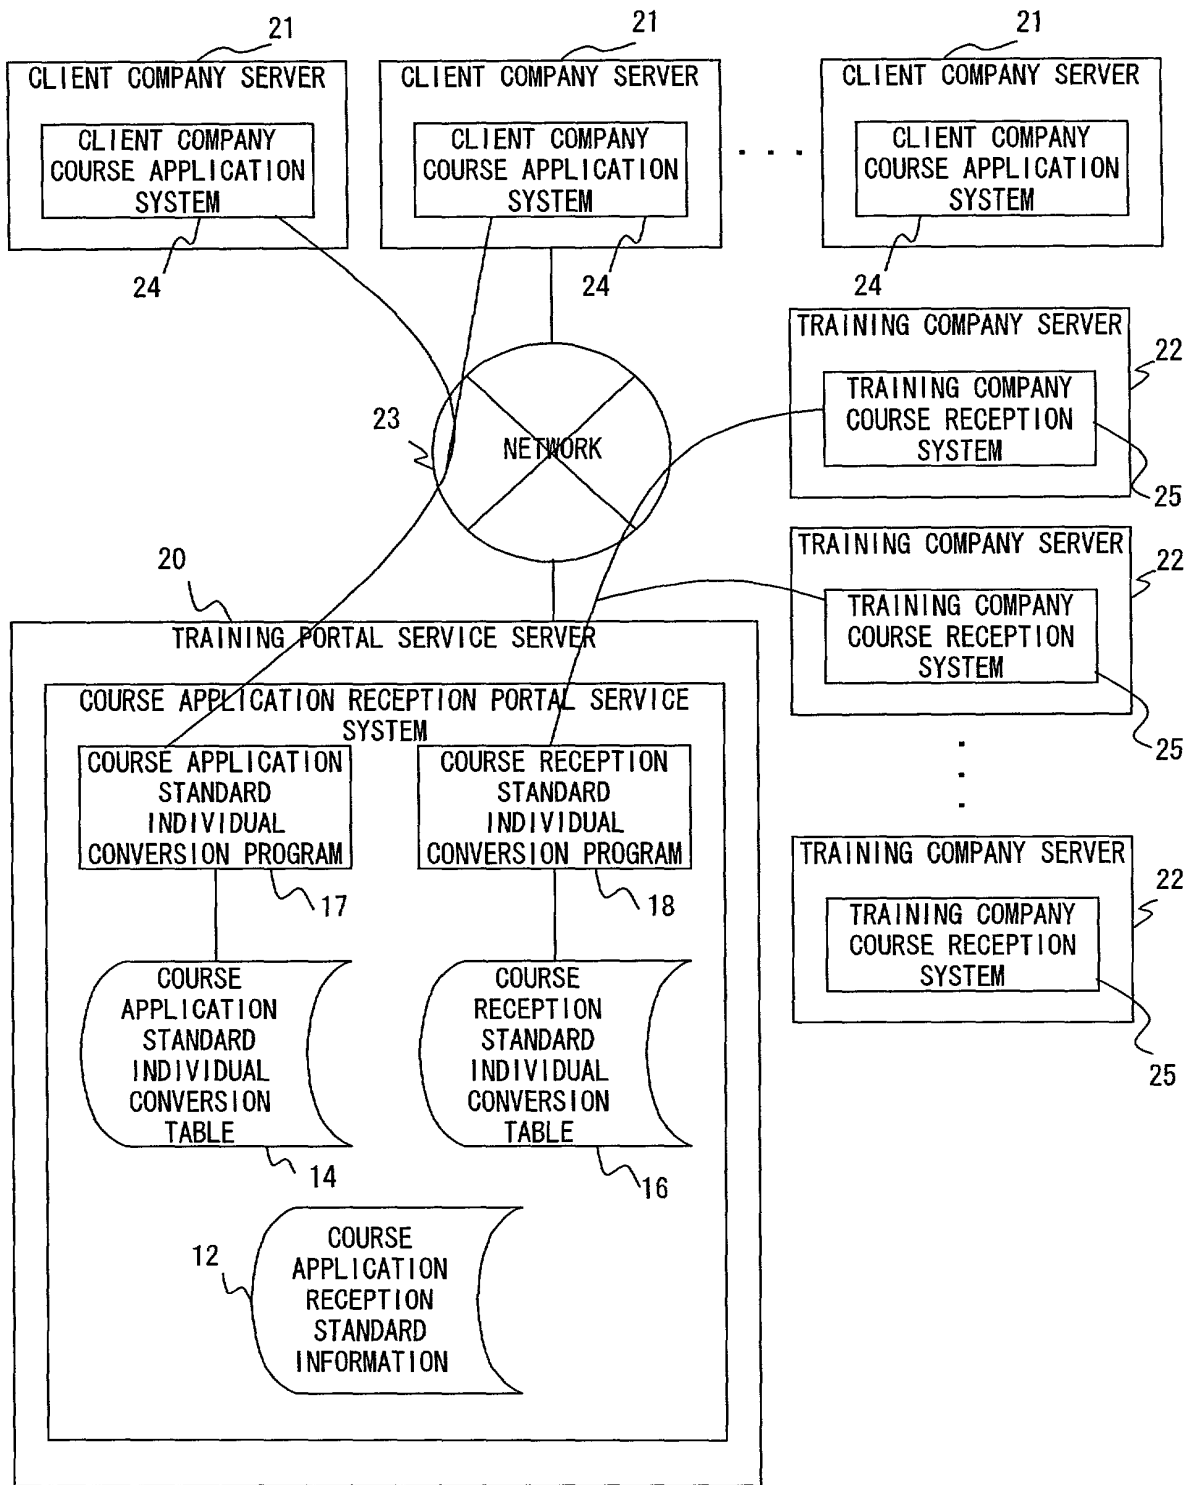 21
21
21
CLIENT COMPANY SERVER
CLIENT COMPANY
COURSE APPLICATION
SYSTEM
24
CLIENT COMPANY SERVER
CLIENT COMPANY
COURSE APPLICATION
SYSTEM
24
CLIENT COMPANY SERVER
CLIENT COMPANY
COURSE APPLICATION
SYSTEM
24
TRAINING COMPANY SERVER
22
TRAINING COMPANY
COURSE RECEPTION
SYSTEM
25
23
NETWORK
TRAINING COMPANY SERVER
22
TRAINING COMPANY
COURSE RECEPTION
SYSTEM
25
TRAINING COMPANY SERVER
22
TRAINING COMPANY
COURSE RECEPTION
SYSTEM
25
20
TRAINING PORTAL SERVICE SERVER
COURSE APPLICATION RECEPTION PORTAL SERVICE
SYSTEM
COURSE APPLICATION
STANDARD
INDIVIDUAL
CONVERSION PROGRAM
17
COURSE RECEPTION
STANDARD
INDIVIDUAL
CONVERSION PROGRAM
18
COURSE
APPLICATION
STANDARD
INDIVIDUAL
CONVERSION
TABLE
14
COURSE
RECEPTION
STANDARD
INDIVIDUAL
CONVERSION
TABLE
16
12
COURSE
APPLICATION
RECEPTION
STANDARD
INFORMATION